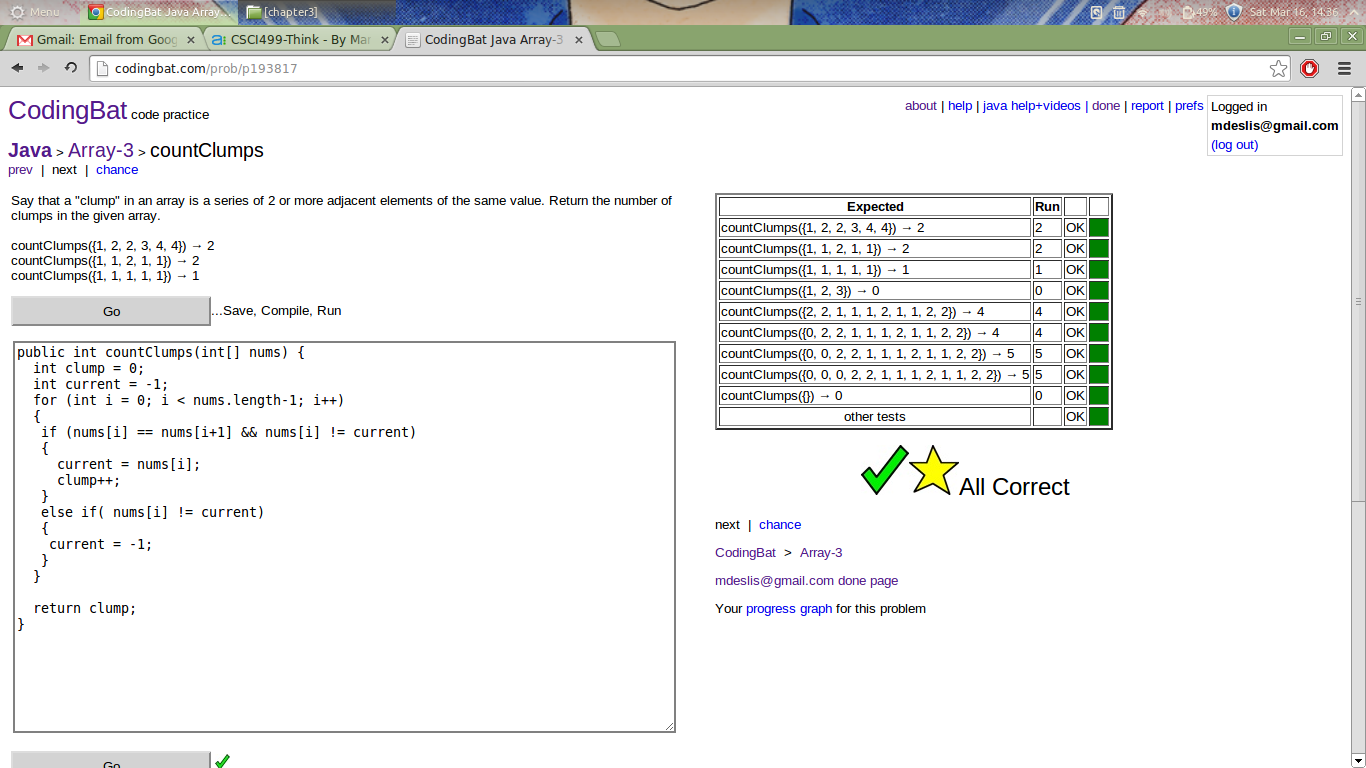 Menu CodingBat Java Array... [chapter3] 49% Sat Mar 16, 14:36
Gmail: Email from Goog CSCI499-Think - By Mar CodingBat Java Array-3
codingbat.com/prob/p193817
CodingBat code practice
about | help | java help+videos | done | report | prefs
Logged in
mdeslis@gmail.com
(log out)
Java > Array-3 > countClumps
prev | next | chance
Say that a "clump" in an array is a series of 2 or more adjacent elements of the same value. Return the number of
clumps in the given array.
countClumps({1, 2, 2, 3, 4, 4}) → 2
countClumps({1, 1, 2, 1, 1}) → 2
countClumps({1, 1, 1, 1, 1}) → 1
Go ...Save, Compile, Run
public int countClumps(int[] nums) {
  int clump = 0;
  int current = -1;
  for (int i = 0; i < nums.length-1; i++)
  {
   if (nums[i] == nums[i+1] && nums[i] != current)
   {
     current = nums[i];
     clump++;
   }
   else if( nums[i] != current)
   {
    current = -1;
   }
  }
  return clump;
}
Go
Expected Run
countClumps({1, 2, 2, 3, 4, 4}) → 2 2 OK
countClumps({1, 1, 2, 1, 1}) → 2 2 OK
countClumps({1, 1, 1, 1, 1}) → 1 1 OK
countClumps({1, 2, 3}) → 0 0 OK
countClumps({2, 2, 1, 1, 1, 2, 1, 1, 2, 2}) → 4 4 OK
countClumps({0, 2, 2, 1, 1, 1, 2, 1, 1, 2, 2}) → 4 4 OK
countClumps({0, 0, 2, 2, 1, 1, 1, 2, 1, 1, 2, 2}) → 5 5 OK
countClumps({0, 0, 0, 2, 2, 1, 1, 1, 2, 1, 1, 2, 2}) → 5 5 OK
countClumps({}) → 0 0 OK
other tests OK
All Correct
next | chance
CodingBat > Array-3
mdeslis@gmail.com done page
Your progress graph for this problem